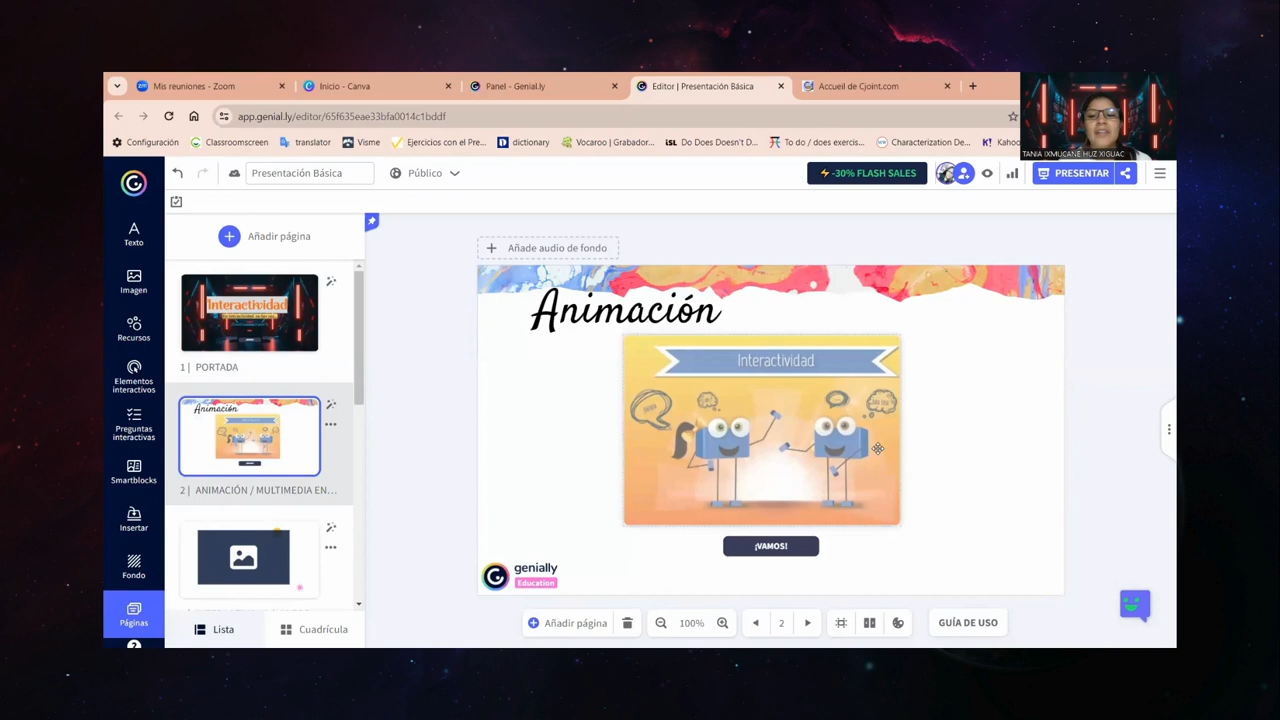 Mis reuniones - Zoom
Inicio - Canva
Panel - Genial.ly
Editor | Presentación Básica
Accueil de Cjoint.com
app.genial.ly/editor/65f635eae33bfa0014c1bddf
Configuración
Classroomscreen
translator
Visme
Ejercicios con el Pre...
dictionary
Vocaroo | Grabador...
iSL
Do Does Doesn't D...
To do / does exercis...
Characterization De...
K!
Kahoo
TANIA IXMUCANE HUZ XIGUAC
Presentación Básica
Público
-30% FLASH SALES
PRESENTAR
Texto
Imagen
Recursos
Elementos
interactivos
Preguntas
interactivas
Smartblocks
Insertar
Fondo
Páginas
Añadir página
Interactividad
1 | PORTADA
Animación
2 | ANIMACIÓN / MULTIMEDIA EN...
Lista
Cuadrícula
Añade audio de fondo
Animación
Interactividad
¡VAMOS!
genially
Education
Añadir página
100%
2
GUÍA DE USO